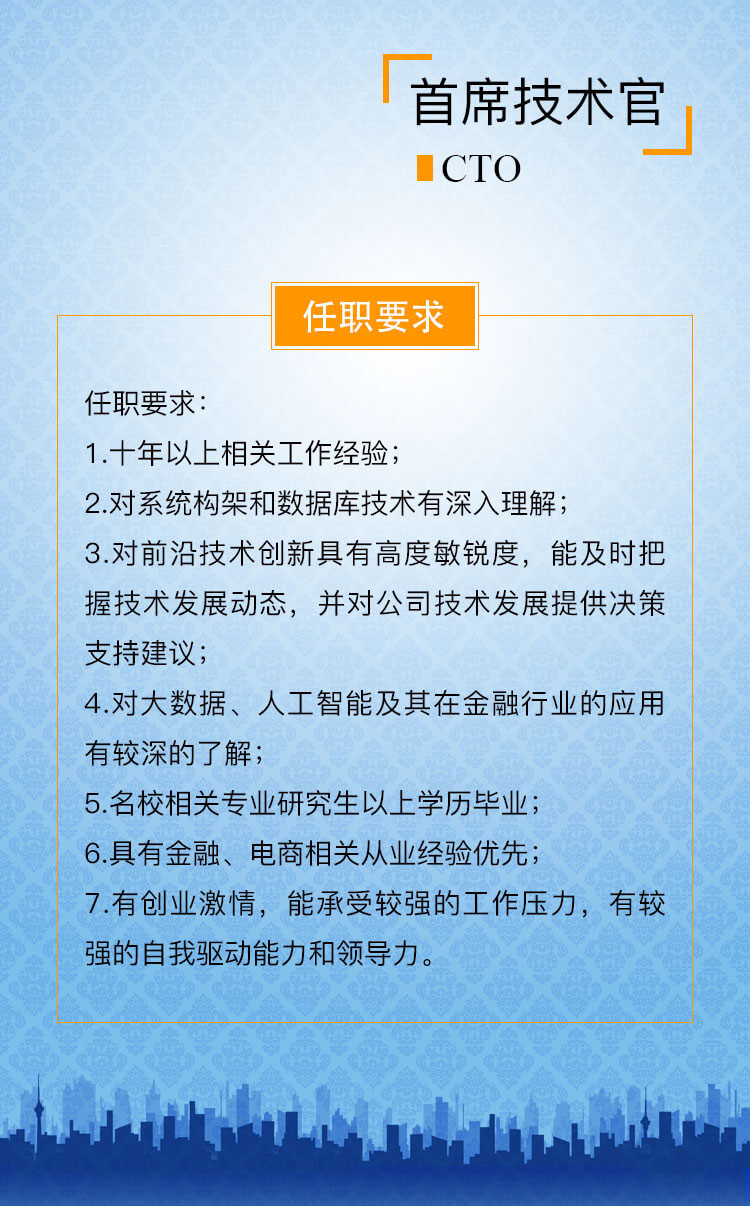 首席技术官
CTO
任职要求
任职要求：
1.十年以上相关工作经验；
2.对系统构架和数据库技术有深入理解；
3.对前沿技术创新具有高度敏锐度，能及时把
握技术发展动态，并对公司技术发展提供决策
支持建议；
4.对大数据、人工智能及其在金融行业的应用
有较深的了解；
5.名校相关专业研究生以上学历毕业；
6.具有金融、电商相关从业经验优先；
7.有创业激情，能承受较强的工作压力，有较
强的自我驱动能力和领导力。